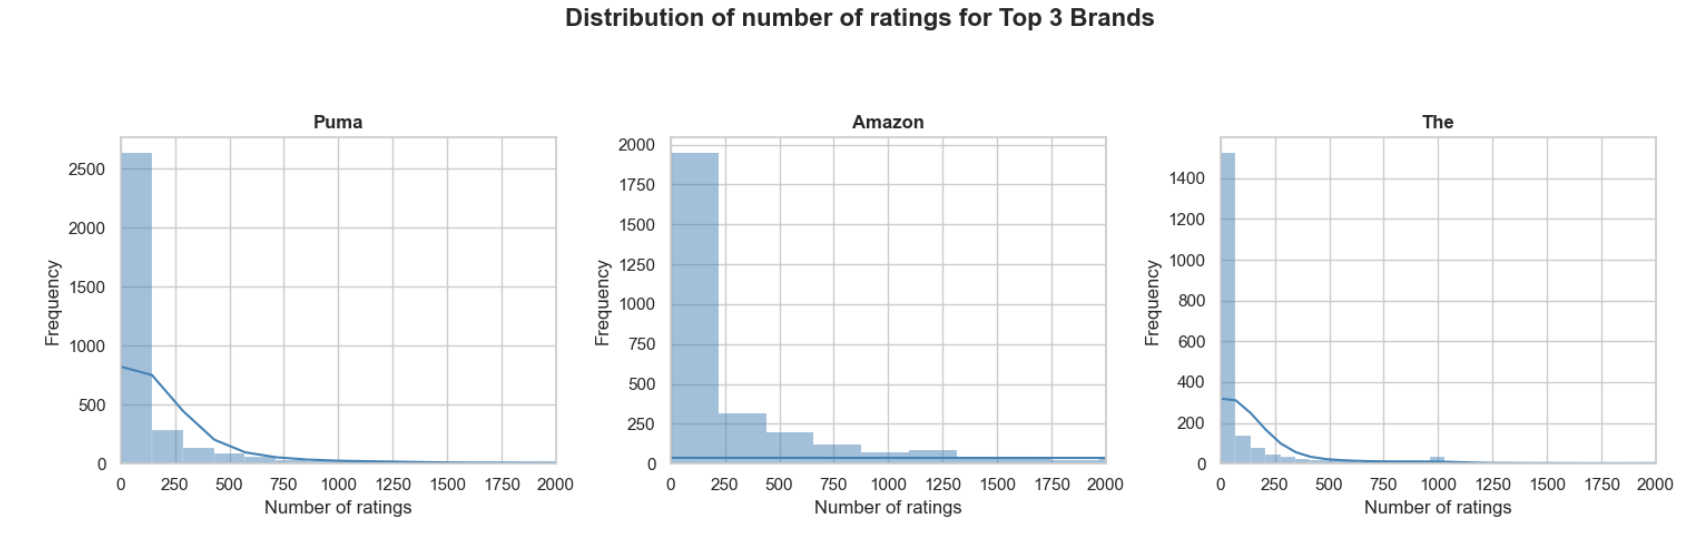 Distribution of number of ratings for Top 3 Brands
Puma
Frequency
2500
2000
1500
1000
500
0
0 250 500 750 1000 1250 1500 1750 2000
Number of ratings
Amazon
Frequency
2000
1750
1500
1250
1000
750
500
250
0
0 250 500 750 1000 1250 1500 1750 2000
Number of ratings
The
Frequency
1400
1200
1000
800
600
400
200
0
0 250 500 750 1000 1250 1500 1750 2000
Number of ratings